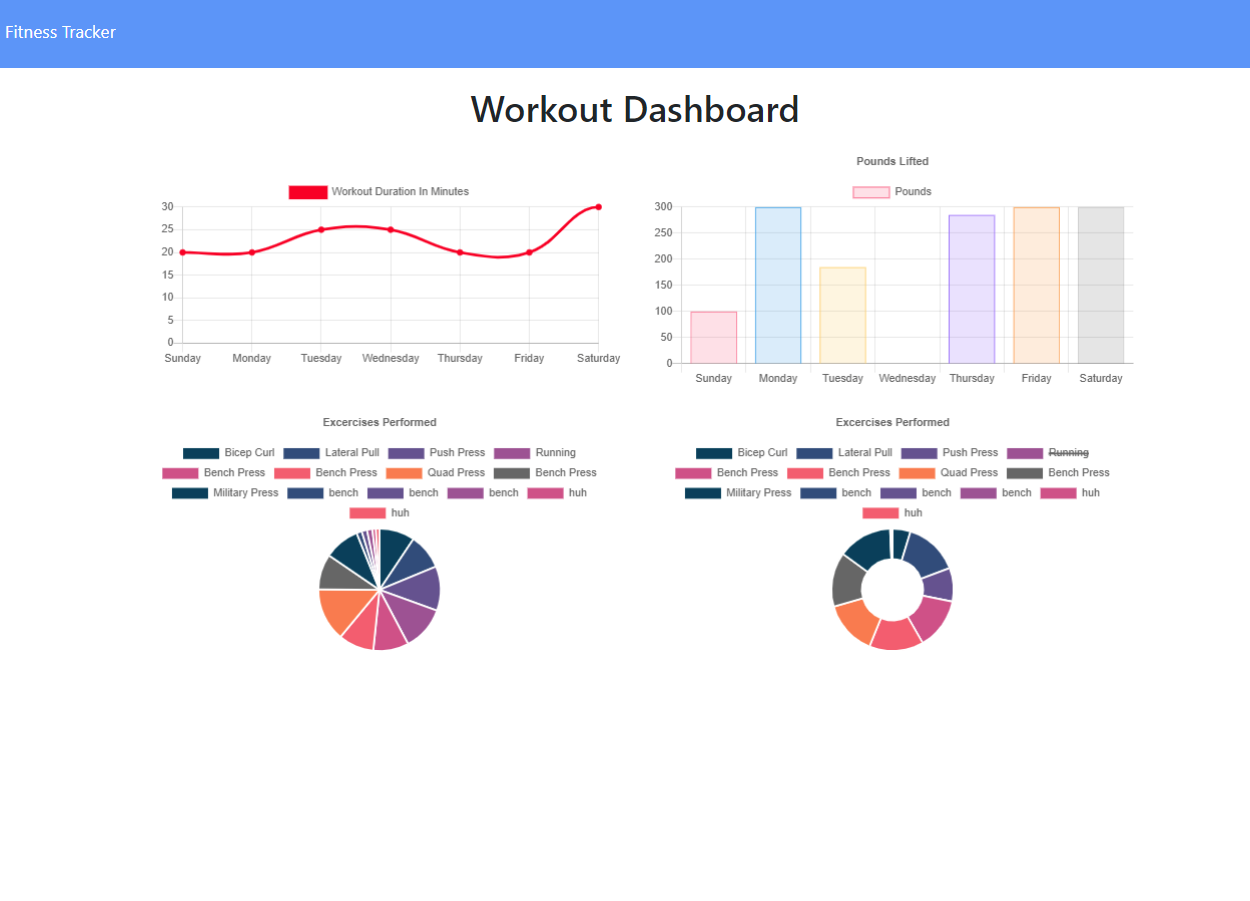 Fitness Tracker
Workout Dashboard
Workout Duration In Minutes
30
25
20
15
10
5
0
Sunday Monday Tuesday Wednesday Thursday Friday Saturday
Pounds Lifted
Pounds
300
250
200
150
100
50
0
Sunday Monday Tuesday Wednesday Thursday Friday Saturday
Excercises Performed
Bicep Curl Lateral Pull Push Press Running
Bench Press Bench Press Quad Press Bench Press
Military Press bench bench bench huh
huh
Excercises Performed
Bicep Curl Lateral Pull Push Press Running
Bench Press Bench Press Quad Press Bench Press
Military Press bench bench bench huh
huh